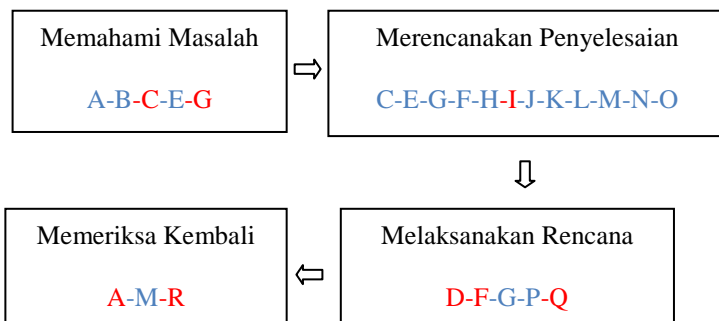 Memahami Masalah
A-B-C-E-G
Merencanakan Penyelesaian
C-E-G-F-H-I-J-K-L-M-N-O
Melaksanakan Rencana
D-F-G-P-Q
Memeriksa Kembali
A-M-R